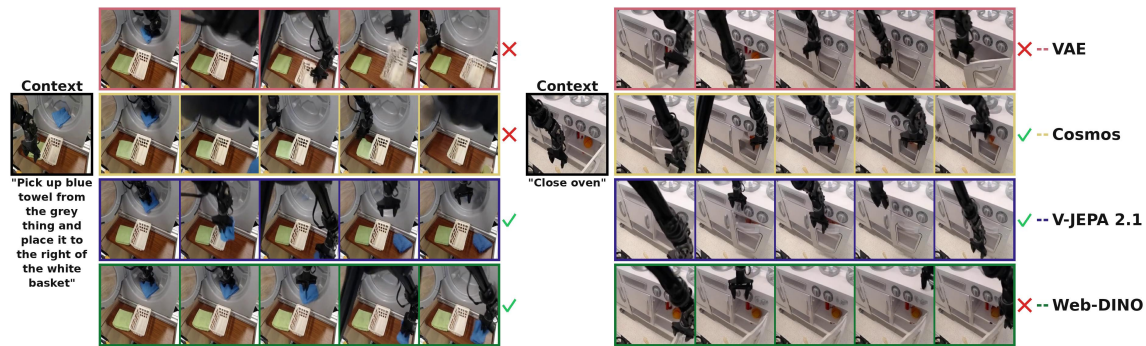 Context
"Pick up blue
towel from
the grey
thing and
place it to
the right of
the white
basket"
Context
"Close oven"
VAE
Cosmos
V-JEPA 2.1
Web-DINO